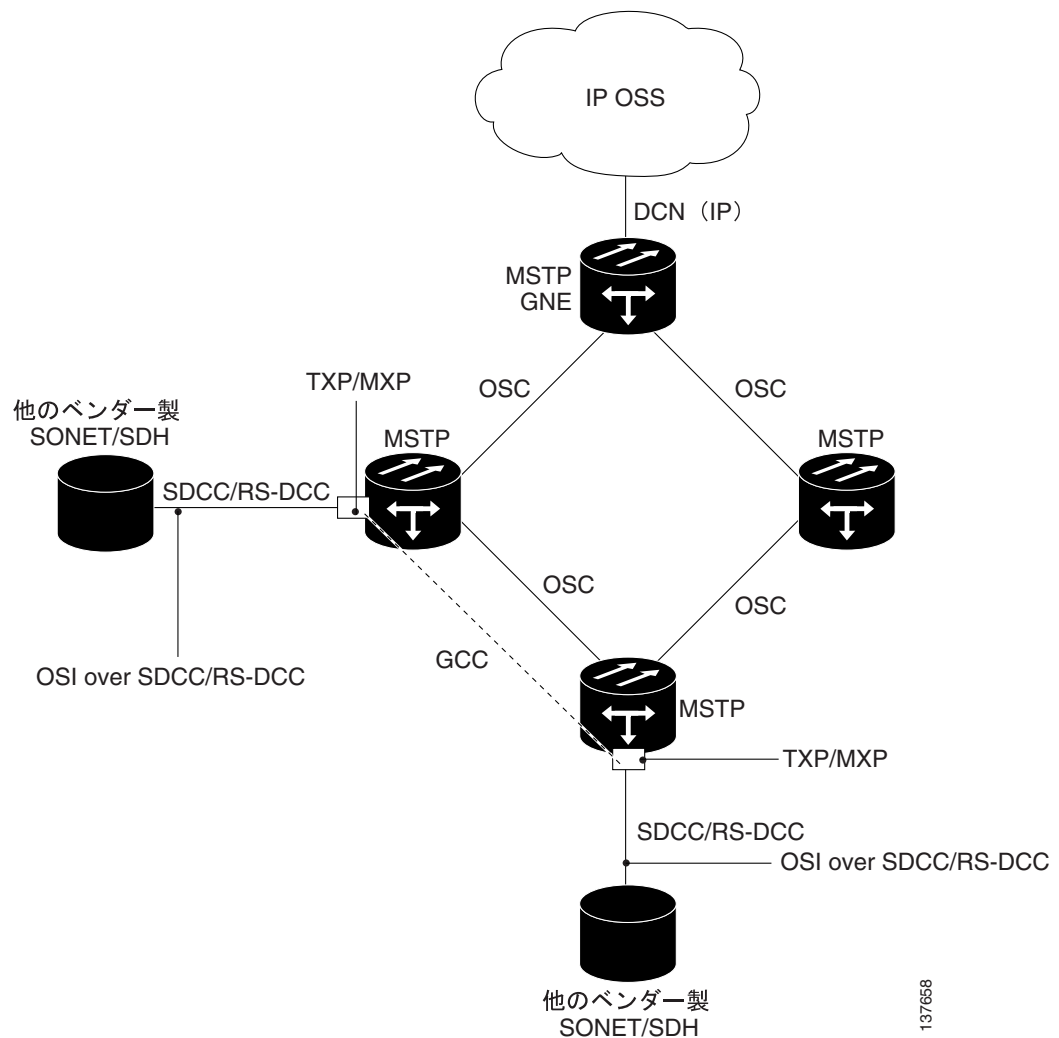 IP OSS
DCN（IP）
MSTP
GNE
OSC
OSC
TXP/MXP
他のベンダー製
SONET/SDH
MSTP
MSTP
SDCC/RS-DCC
OSC
OSC
GCC
OSI over SDCC/RS-DCC
MSTP
TXP/MXP
SDCC/RS-DCC
OSI over SDCC/RS-DCC
他のベンダー製
SONET/SDH
137658